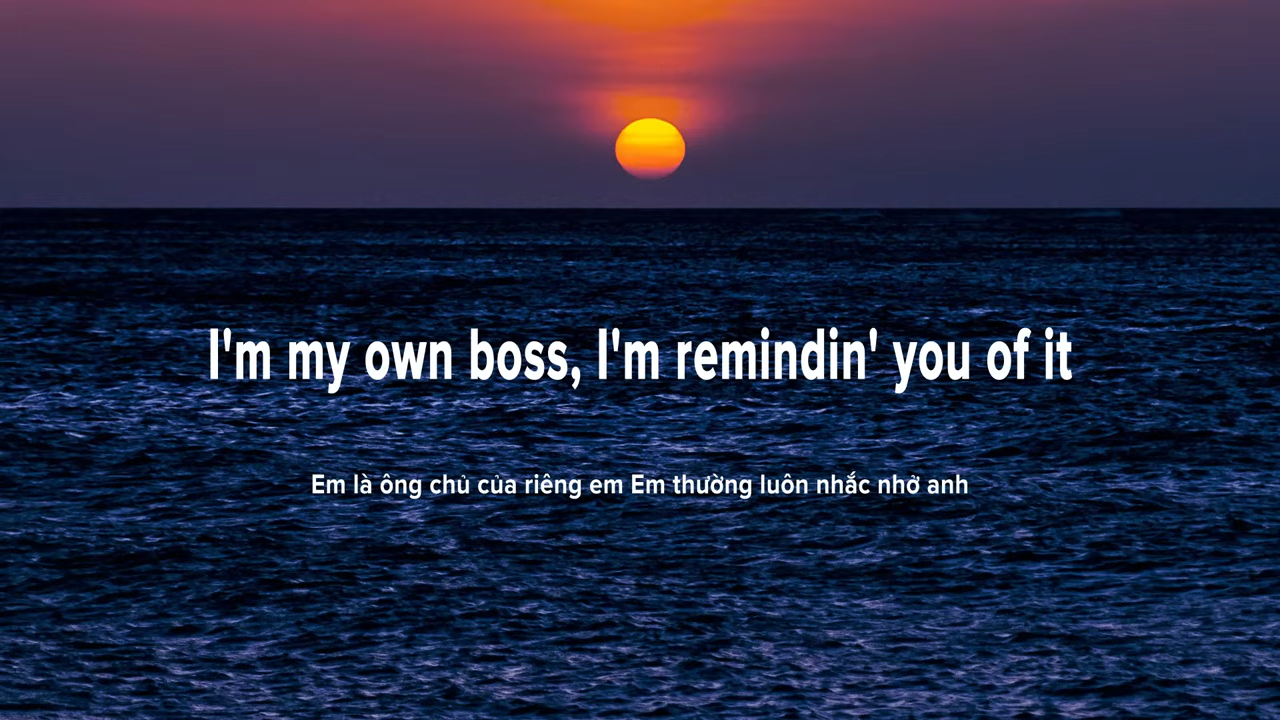 I'm my own boss, I'm remindin' you of it
Em là ông chủ của riêng em Em thường luôn nhắc nhở anh